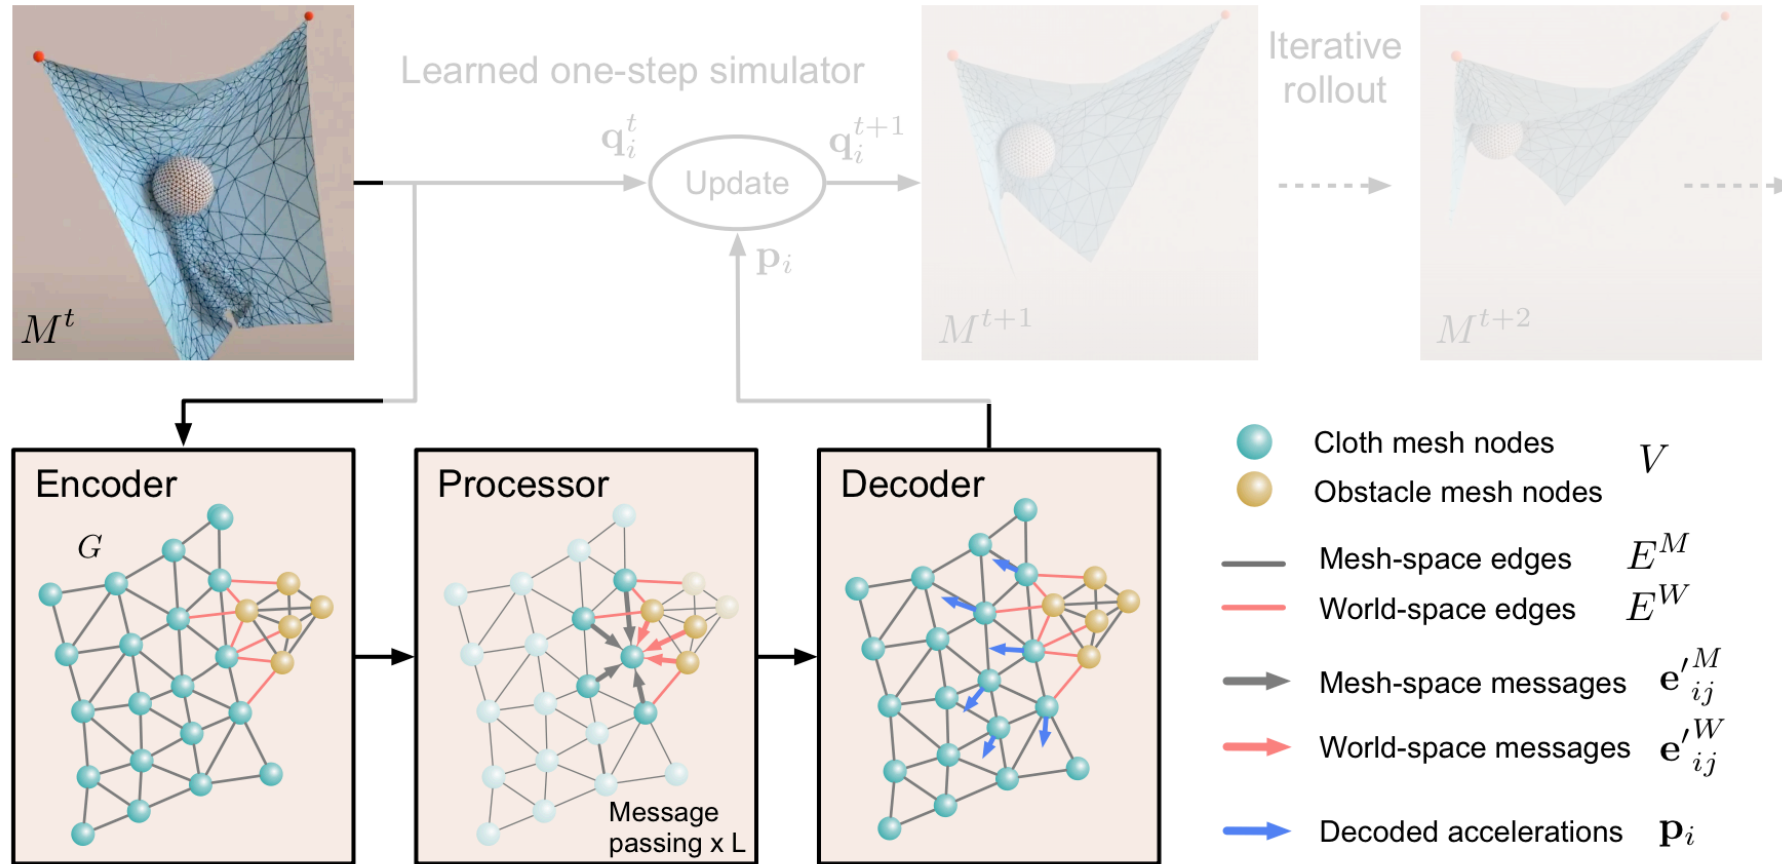 Learned one-step simulator
Iterative
rollout
q_i^t
Update
q_i^{t+1}
p_i
M^t
M^{t+1}
M^{t+2}
Encoder
G
Processor
Message
passing x L
Decoder
Cloth mesh nodes
V
Obstacle mesh nodes
Mesh-space edges E^M
World-space edges E^W
Mesh-space messages e'^M_{ij}
World-space messages e'^W_{ij}
Decoded accelerations p_i